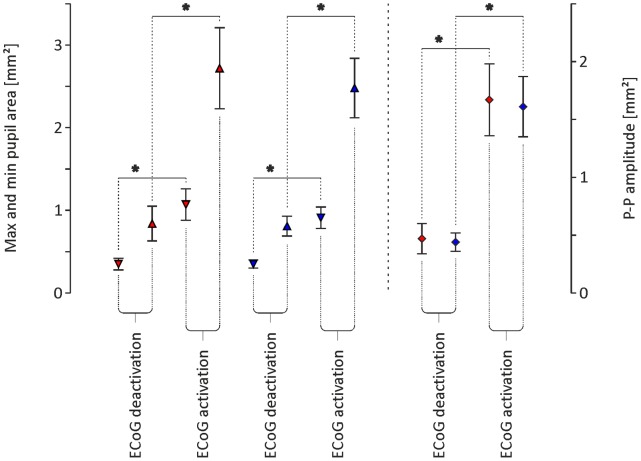 Max and min pupil area [mm²]
3
2
1
0
*
*
*
*
*
*
2
1
0
P-P amplitude [mm²]
ECoG deactivation
ECoG activation
ECoG deactivation
ECoG activation
ECoG deactivation
ECoG activation